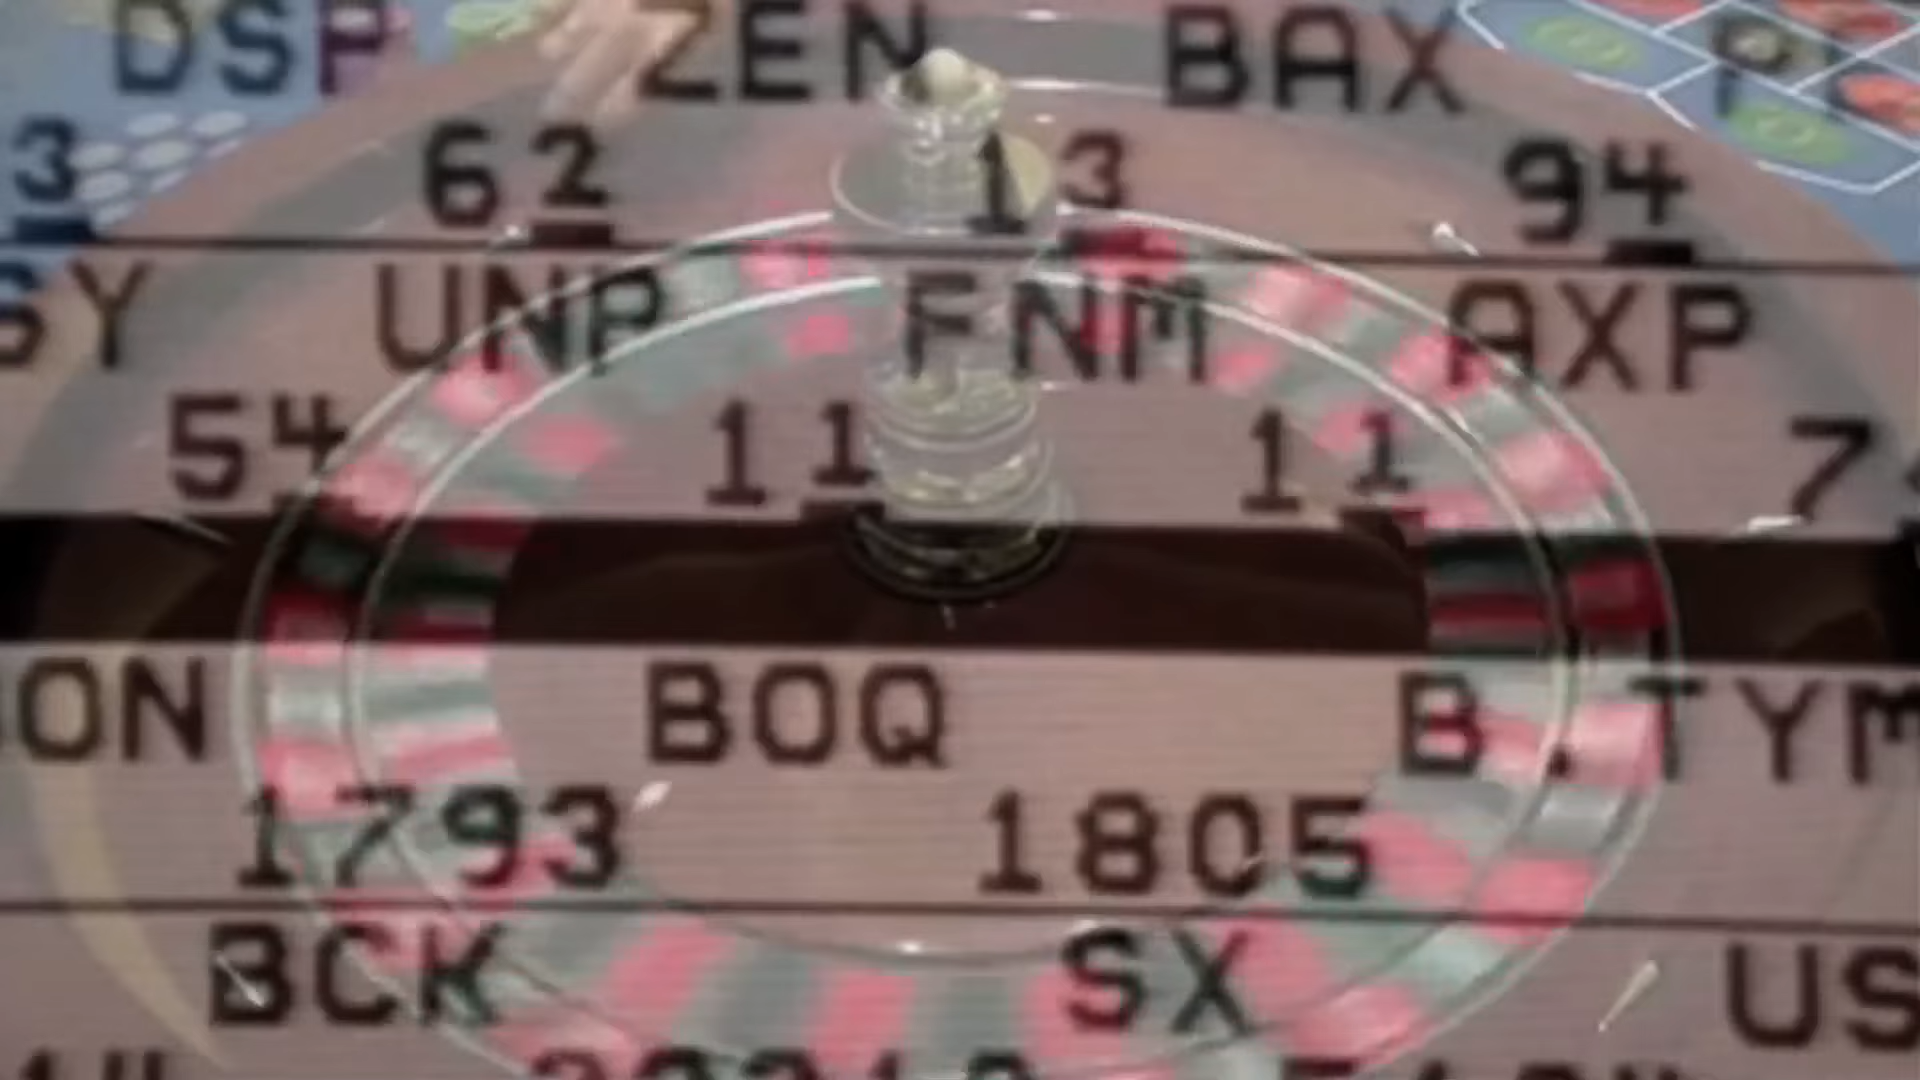 DSP ZEN BAX
3 62 13 94
SY UNP FNM AXP
54 11 11 7
ON BOQ B.TYM
1793 1805
BCK SX US